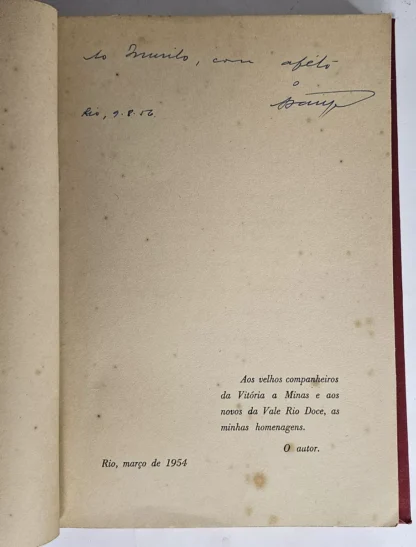 Ao Murilo, com afeto
o
Rio, 9.8.56.
Aos velhos companheiros
da Vitória a Minas e aos
novos da Vale Rio Doce, as
minhas homenagens.
O autor.
Rio, março de 1954